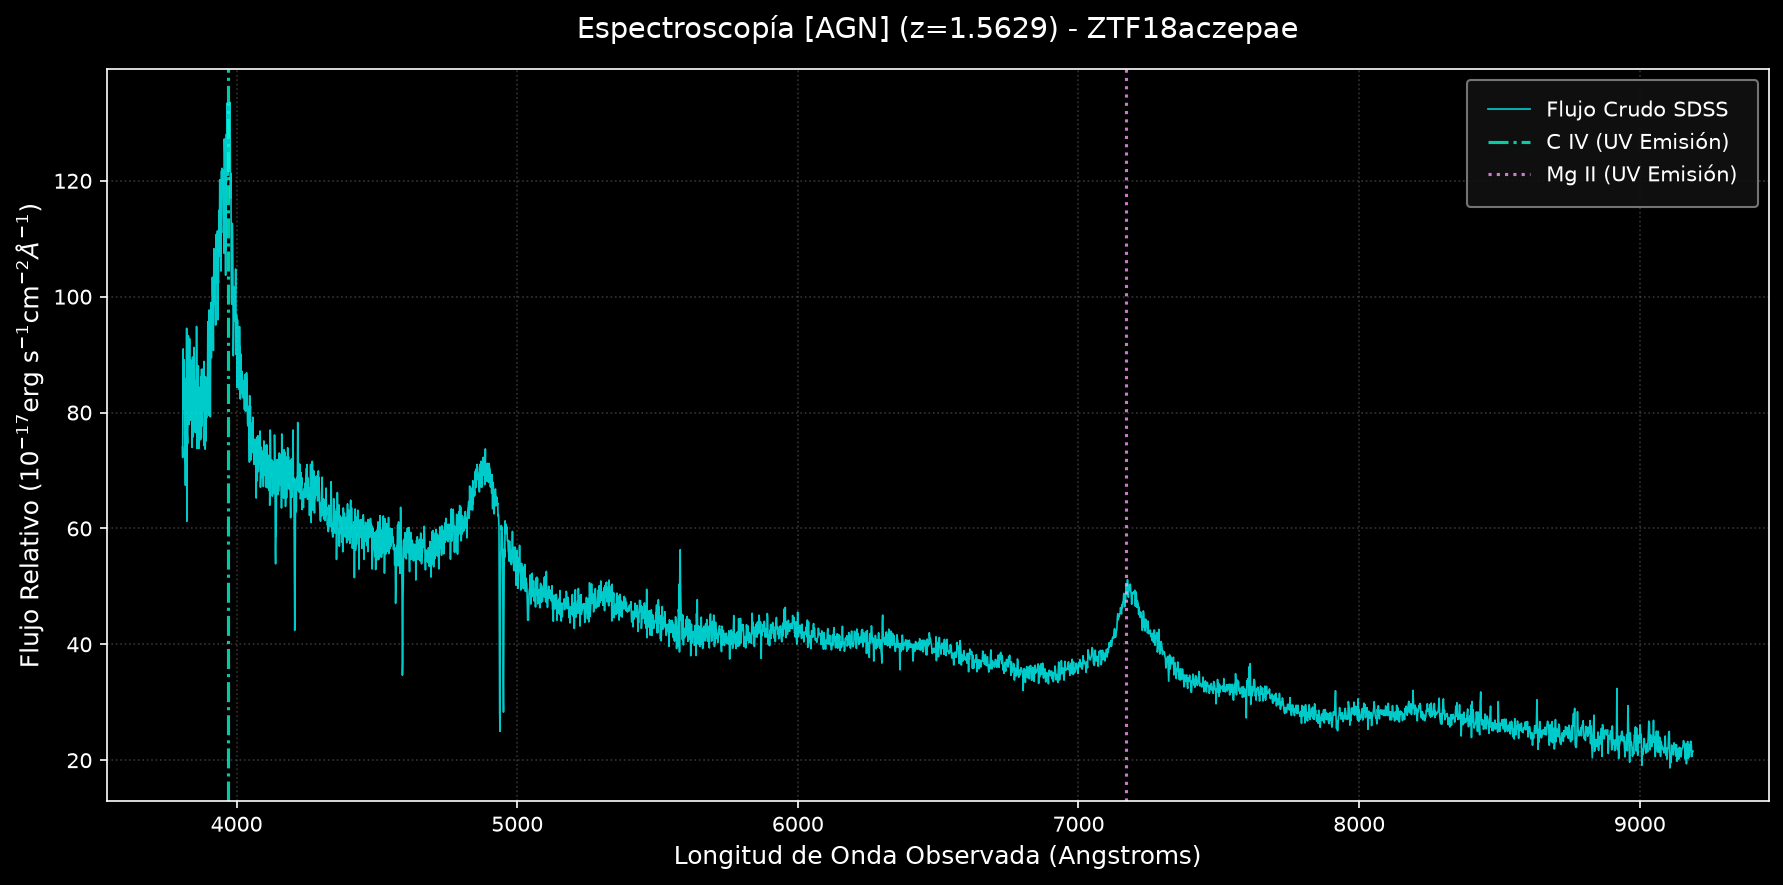 Espectroscopía [AGN] (z=1.5629) - ZTF18aczepae
Flujo Crudo SDSS
C IV (UV Emisión)
Mg II (UV Emisión)
Flujo Relativo (10⁻¹⁷erg s⁻¹cm⁻²Å⁻¹)
120
100
80
60
40
20
4000 5000 6000 7000 8000 9000
Longitud de Onda Observada (Angstroms)